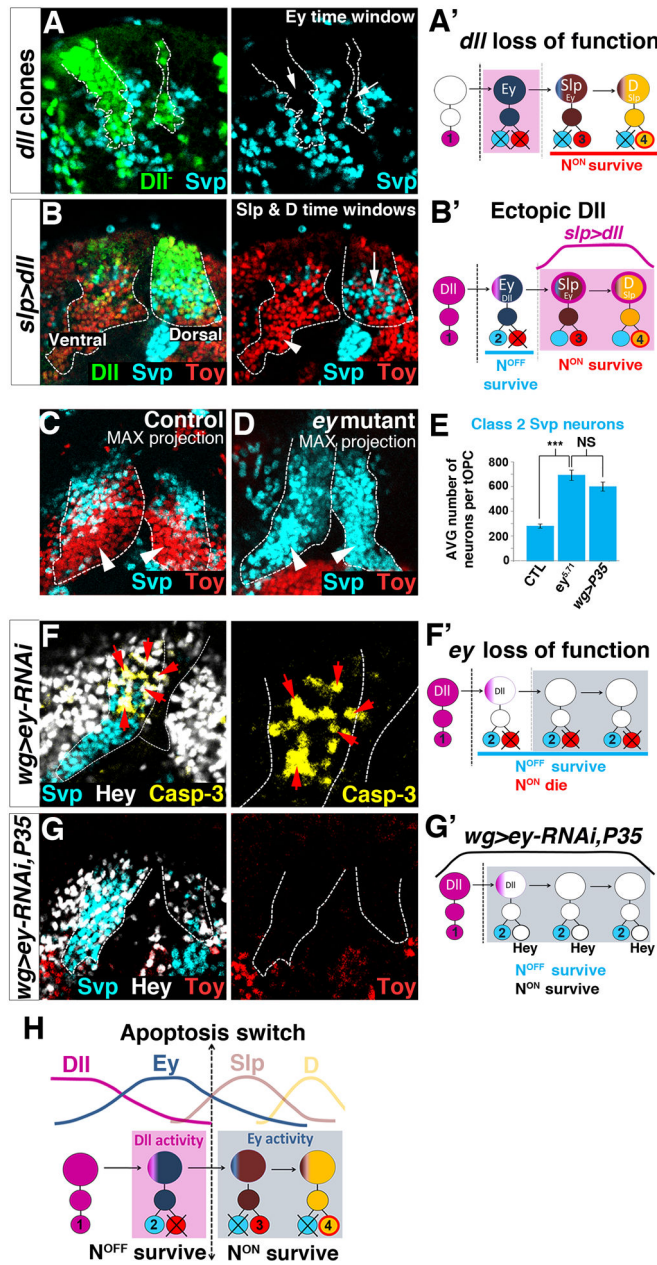 A
dll clones
Dll-
Svp
Ey time window
Svp
A'
dll loss of function
Ey
Slp
Ey
D
Slp
1
3
4
N^ON survive
B
slp>dll
Ventral
Dorsal
Dll Svp Toy
Slp & D time windows
Svp Toy
B'
Ectopic Dll
slp>dll
Dll
Ey
Dll
Slp
Ey
D
Slp
1
2
3
4
N^OFF
survive
N^ON survive
C
Control
MAX projection
Svp Toy
D
ey mutant
MAX projection
Svp Toy
E
Class 2 Svp neurons
*** NS
AVG number of
neurons per tOPC
800
600
400
200
0
CTL
ey^5.71
wg>P35
F
wg>ey-RNAi
Svp Hey Casp-3
Casp-3
F'
ey loss of function
Dll
Dll
1
2
2
2
N^OFF survive
N^ON die
G
wg>ey-RNAi,P35
Svp Hey Toy
Toy
G'
wg>ey-RNAi,P35
Dll
Dll
1
2
2
2
Hey
Hey
Hey
N^OFF survive
N^ON survive
H
Apoptosis switch
Dll
Ey
Slp
D
Dll activity
Ey activity
1
2
3
4
N^OFF survive
N^ON survive